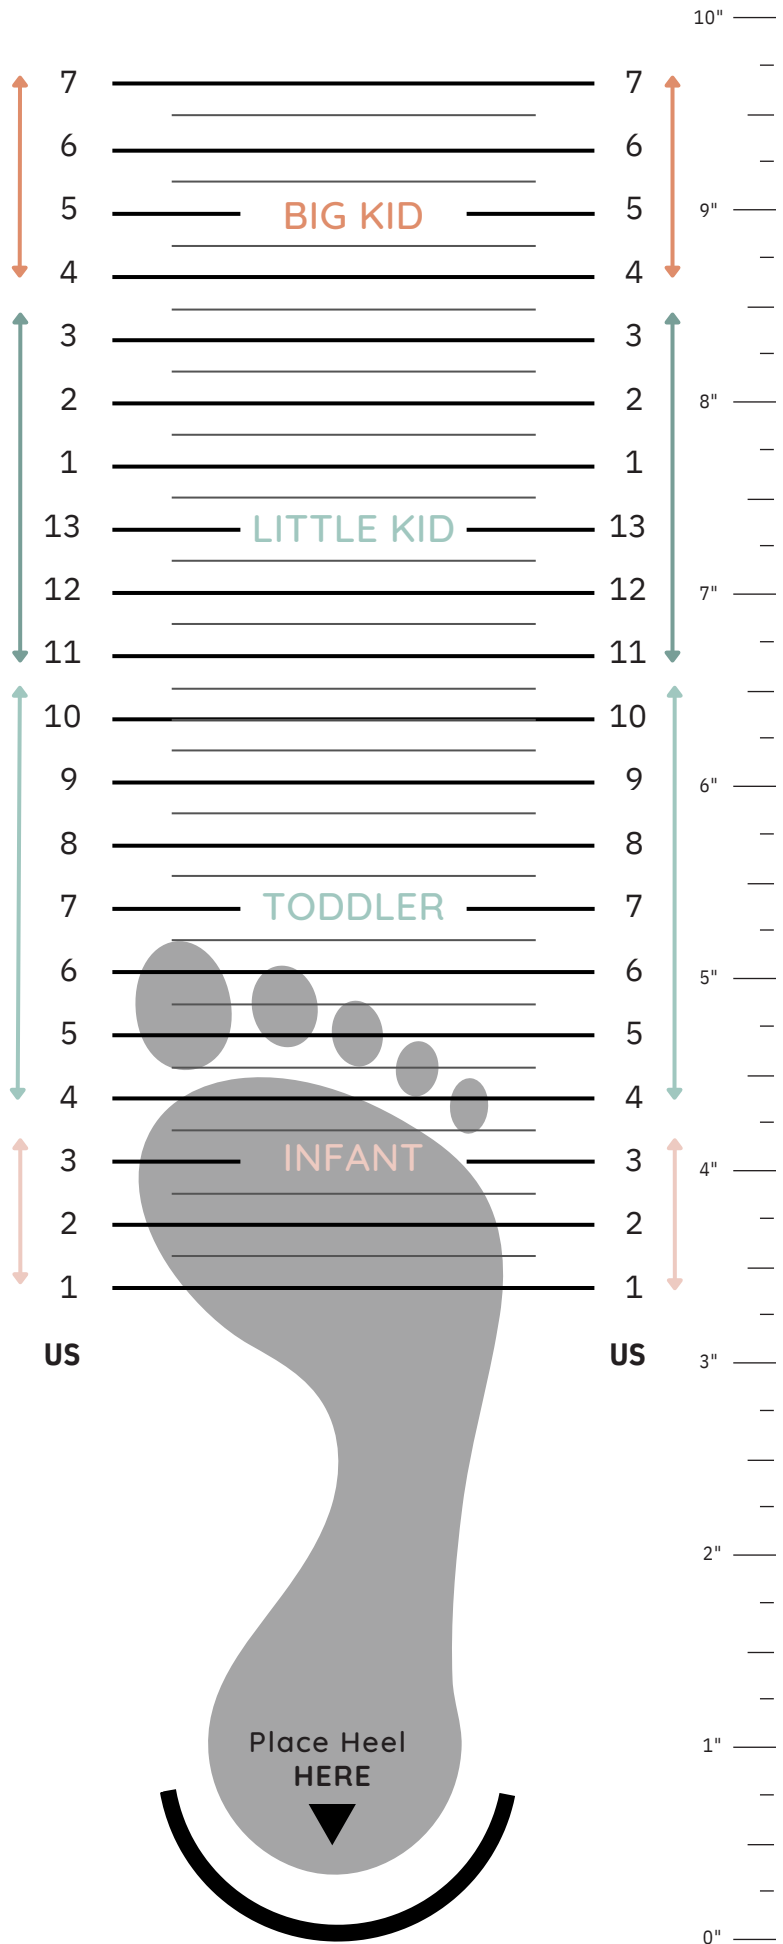 10"
7 7
6 6
5 BIG KID 5 9"
4 4
3 3
2 2 8"
1 1
13 LITTLE KID 13
12 12 7"
11 11
10 10
9 9 6"
8 8
7 TODDLER 7
6 6 5"
5 5
4 4
3 INFANT 3 4"
2 2
1 1
US US 3"
2"
1"
Place Heel
HERE
0"